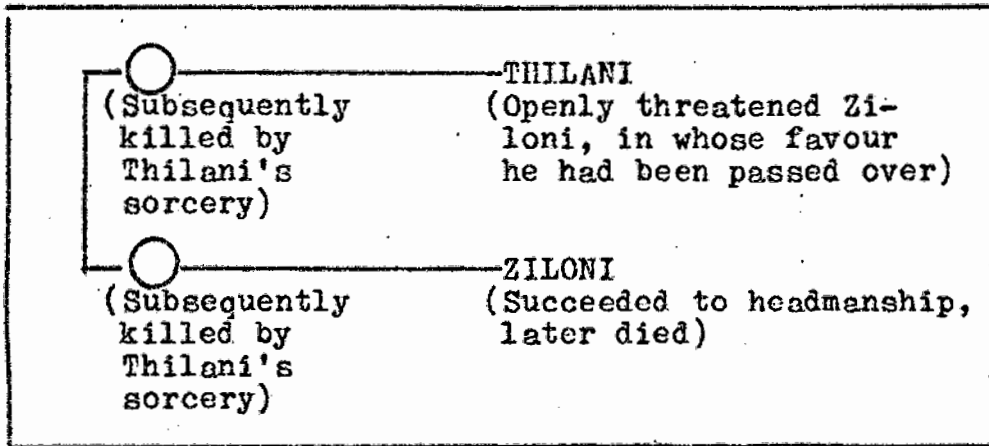 THILANI
(Subsequently
killed by
Thilani's
sorcery)
(Openly threatened Zi-
loni, in whose favour
he had been passed over)
ZILONI
(Subsequently
killed by
Thilani's
sorcery)
(Succeeded to headmanship,
later died)